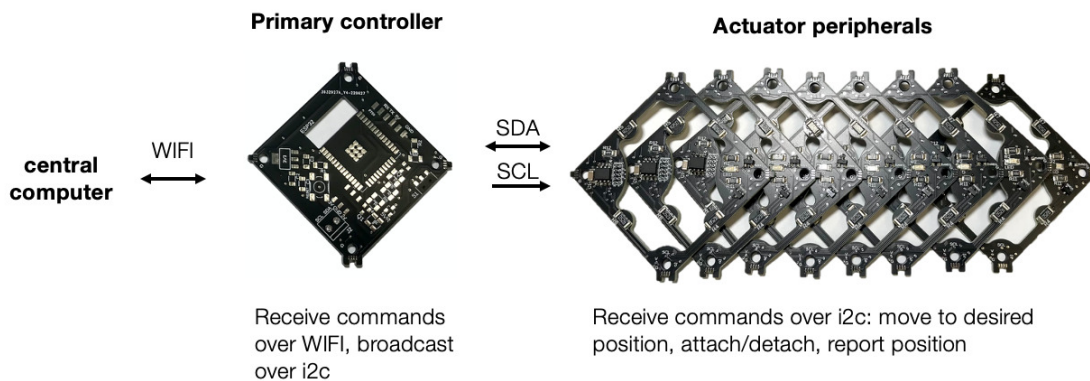 Primary controller
Actuator peripherals
ESP32
central
computer
WIFI
SDA
SCL
Receive commands
over WIFI, broadcast
over i2c
Receive commands over i2c: move to desired
position, attach/detach, report position